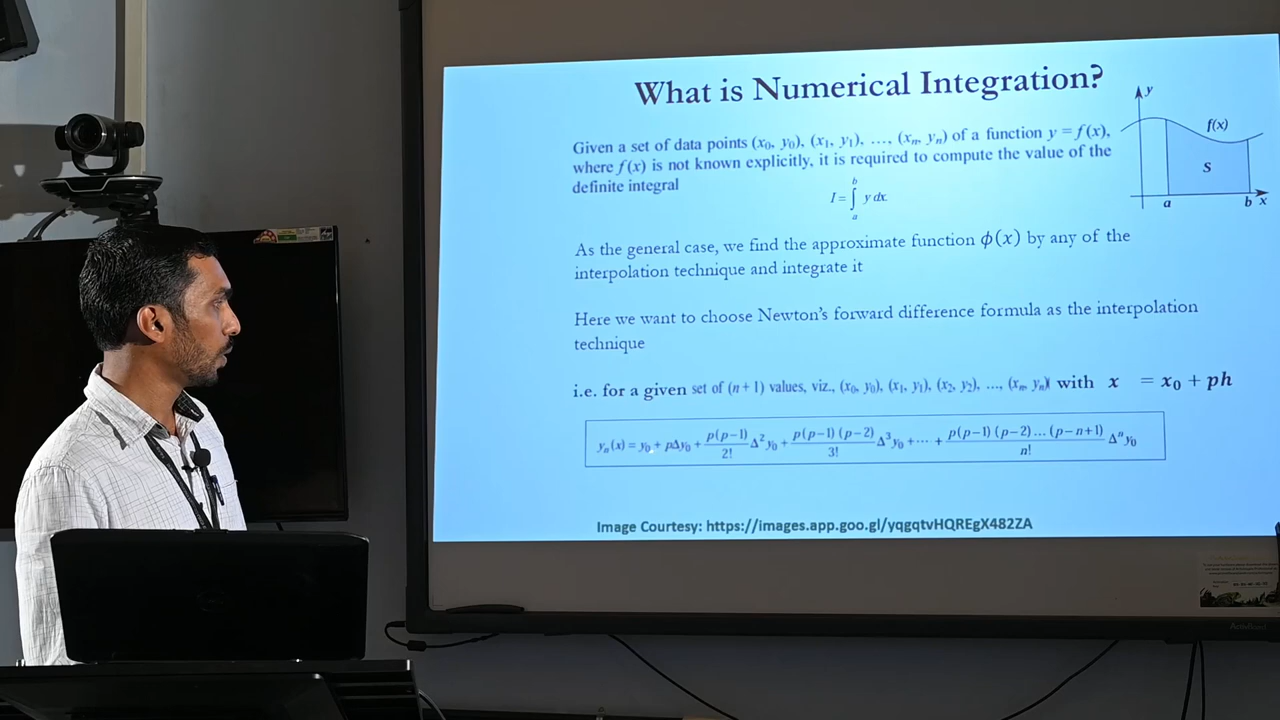 What is Numerical Integration?
Given a set of data points (x₀, y₀), (x₁, y₁), …, (xₙ, yₙ) of a function y = f(x),
where f(x) is not known explicitly, it is required to compute the value of the
definite integral
I = ∫ₐᵇ y dx
y
f(x)
S
a
b x
As the general case, we find the approximate function ϕ(x) by any of the
interpolation technique and integrate it
Here we want to choose Newton's forward difference formula as the interpolation
technique
i.e. for a given set of (n + 1) values, viz., (x₀, y₀), (x₁, y₁), (x₂, y₂), …, (xₙ, yₙ) with x = x₀ + ph
yₙ(x) = y₀ + pΔy₀ + p(p−1)/2! Δ²y₀ + p(p−1)(p−2)/3! Δ³y₀ + ⋯ + p(p−1)(p−2)…(p−n+1)/n! Δⁿy₀
Image Courtesy: https://images.app.goo.gl/yqgqtvHQREgX482ZA